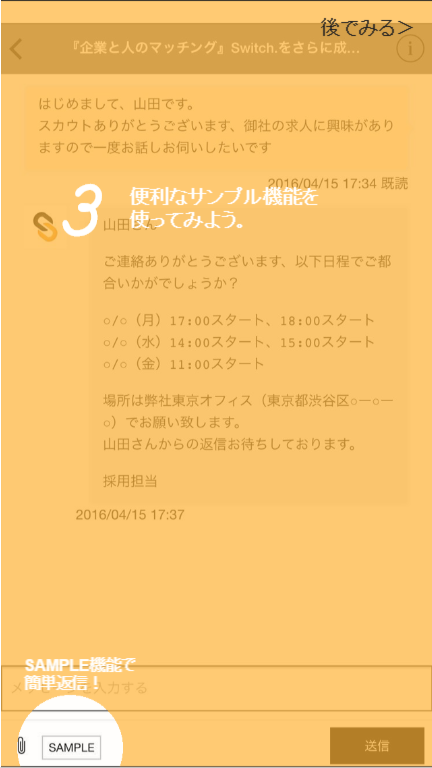 後でみる＞
『企業と人のマッチング』Switch.をさらに成…
はじめまして、山田です。
スカウトありがとうございます、御社の求人に興味があり
ますので一度お話しお伺いしたいです
2016/04/15 17:34 既読
3
便利なサンプル機能を
使ってみよう。
山田さん
ご連絡ありがとうございます、以下日程でご都
合いかがでしょうか？
○/○（月）17:00スタート、18:00スタート
○/○（水）14:00スタート、15:00スタート
○/○（金）11:00スタート
場所は弊社東京オフィス（東京都渋谷区○ー○ー
○）でお願い致します。
山田さんからの返信お待ちしております。
採用担当
2016/04/15 17:37
SAMPLE機能で
簡単返信！
入力する
SAMPLE
送信